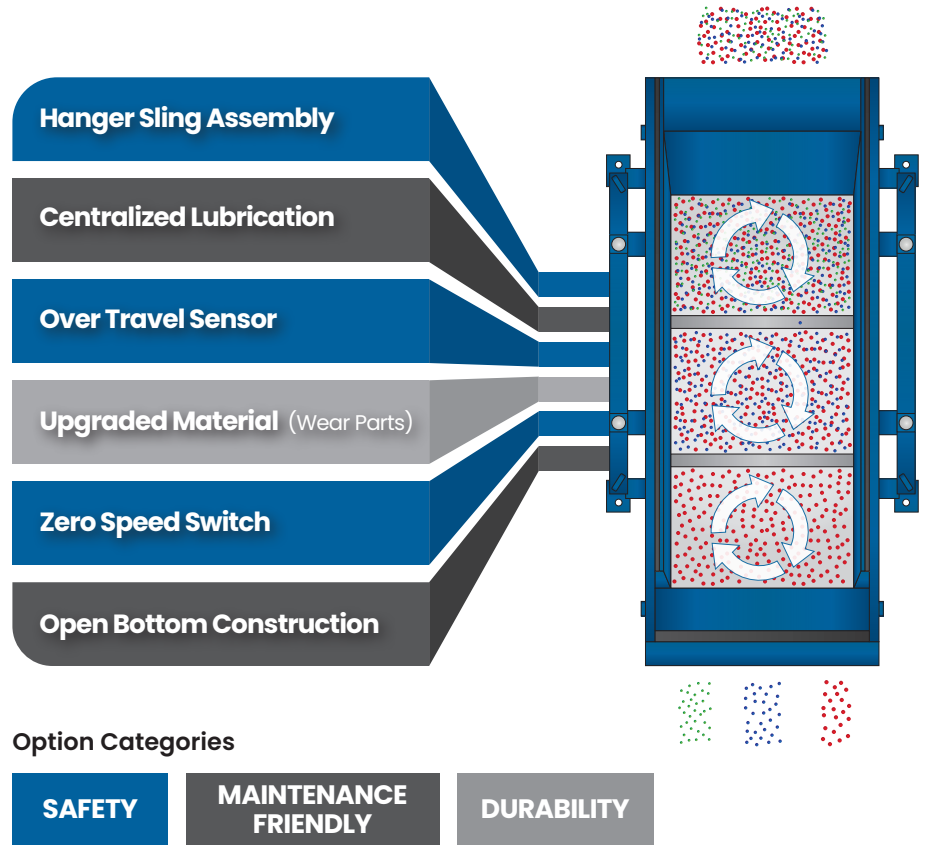 Hanger Sling Assembly
Centralized Lubrication
Over Travel Sensor
Upgraded Material (Wear Parts)
Zero Speed Switch
Open Bottom Construction
Option Categories
SAFETY
MAINTENANCE
FRIENDLY
DURABILITY